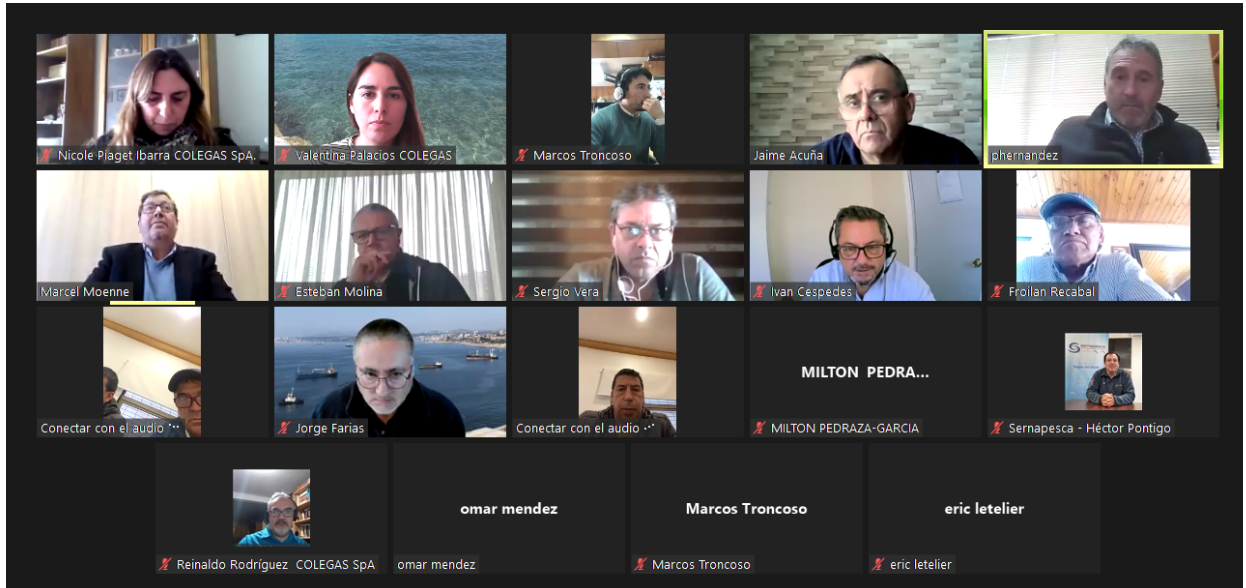 Nicole Piaget Ibarra COLEGAS SpA.
Valentina Palacios COLEGAS
Marcos Troncoso
Jaime Acuña
phernandez
Marcel Moenne
Esteban Molina
Sergio Vera
Ivan Cespedes
Froilan Recabal
Conectar con el audio ···
Jorge Farias
Conectar con el audio ···
MILTON PEDRA...
MILTON PEDRAZA-GARCIA
Sernapesca - Héctor Pontigo
Reinaldo Rodríguez COLEGAS SpA
omar mendez
omar mendez
Marcos Troncoso
Marcos Troncoso
eric letelier
eric letelier